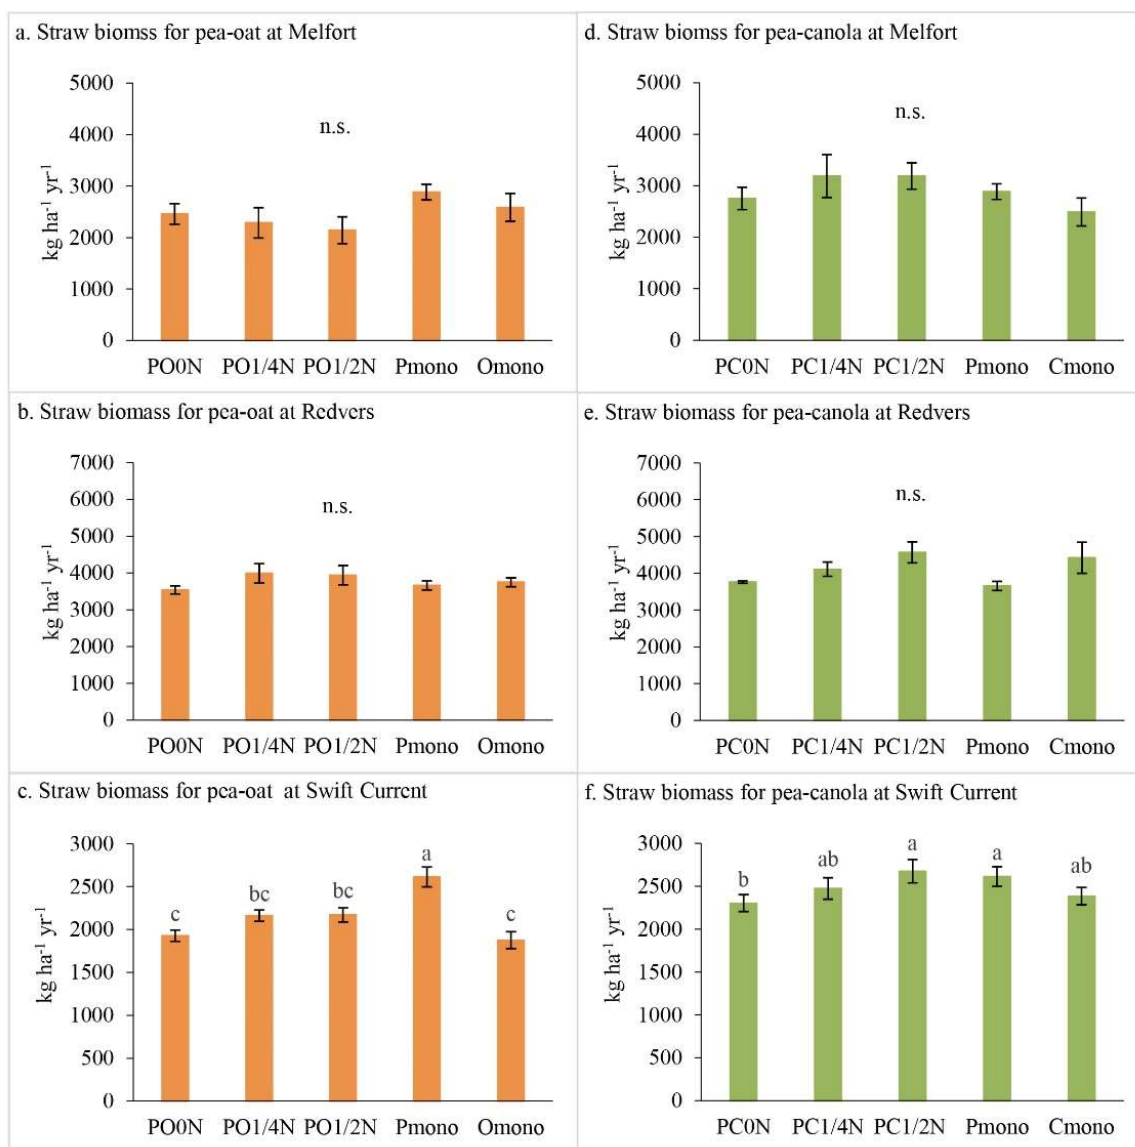 a. Straw biomss for pea-oat at Melfort
5000
4000
3000
2000
1000
0
kg ha⁻¹ yr⁻¹
n.s.
PO0N PO1/4N PO1/2N Pmono Omono
d. Straw biomss for pea-canola at Melfort
5000
4000
3000
2000
1000
0
kg ha⁻¹ yr⁻¹
n.s.
PC0N PC1/4N PC1/2N Pmono Cmono
b. Straw biomass for pea-oat at Redvers
7000
6000
5000
4000
3000
2000
1000
0
kg ha⁻¹ yr⁻¹
n.s.
PO0N PO1/4N PO1/2N Pmono Omono
e. Straw biomass for pea-canola at Redvers
7000
6000
5000
4000
3000
2000
1000
0
kg ha⁻¹ yr⁻¹
n.s.
PC0N PC1/4N PC1/2N Pmono Cmono
c. Straw biomass for pea-oat at Swift Current
3000
2500
2000
1500
1000
500
0
kg ha⁻¹ yr⁻¹
c bc bc a c
PO0N PO1/4N PO1/2N Pmono Omono
f. Straw biomass for pea-canola at Swift Current
3000
2500
2000
1500
1000
500
0
kg ha⁻¹ yr⁻¹
b ab a a ab
PC0N PC1/4N PC1/2N Pmono Cmono